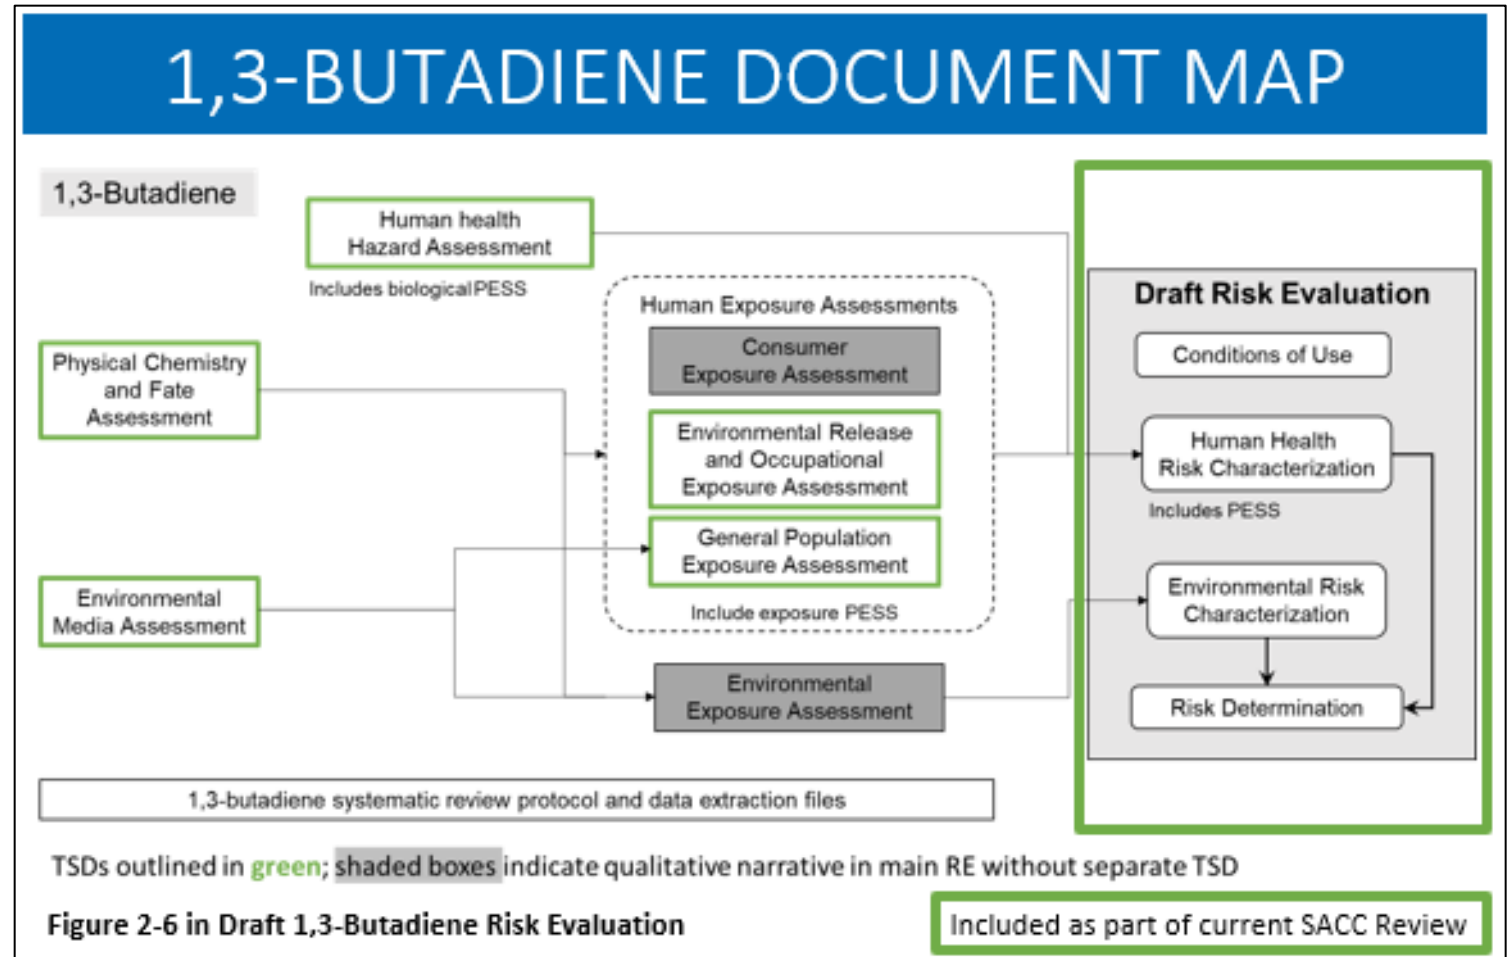 1,3-BUTADIENE DOCUMENT MAP
1,3-Butadiene
Human health
Hazard Assessment
Includes biological PESS
Physical Chemistry
and Fate
Assessment
Environmental
Media Assessment
Human Exposure Assessments
Consumer
Exposure Assessment
Environmental Release
and Occupational
Exposure Assessment
General Population
Exposure Assessment
Include exposure PESS
Environmental
Exposure Assessment
Draft Risk Evaluation
Conditions of Use
Human Health
Risk Characterization
Includes PESS
Environmental Risk
Characterization
Risk Determination
1,3-butadiene systematic review protocol and data extraction files
TSDs outlined in green; shaded boxes indicate qualitative narrative in main RE without separate TSD
Figure 2-6 in Draft 1,3-Butadiene Risk Evaluation
Included as part of current SACC Review